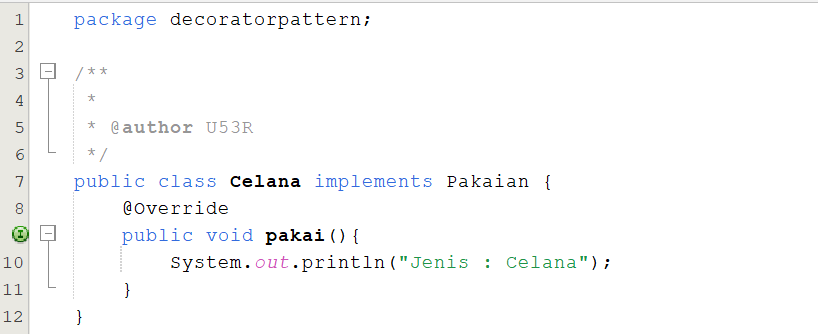 1 package decoratorpattern;
2
3 /**
4 *
5 * @author U53R
6 */
7 public class Celana implements Pakaian {
8 @Override
public void pakai(){
10 System.out.println("Jenis : Celana");
11 }
12 }